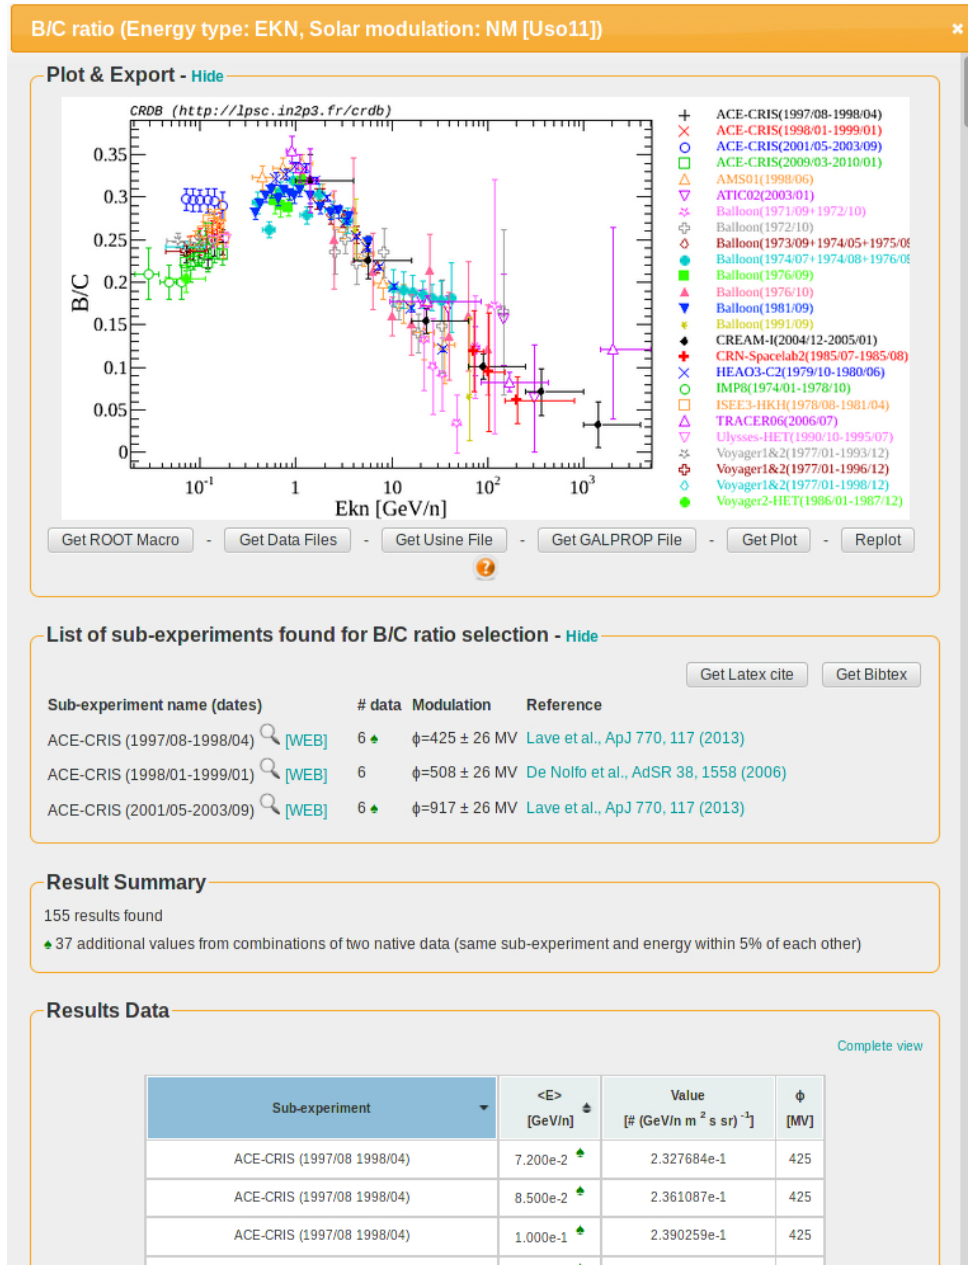 B/C ratio (Energy type: EKN, Solar modulation: NM [Uso11])
Plot & Export - Hide
CRDB (http://lpsc.in2p3.fr/crdb)
B/C
0.35
0.3
0.25
0.2
0.15
0.1
0.05
0
10⁻¹ 1 10 10² 10³
Ekn [GeV/n]
ACE-CRIS(1997/08-1998/04)
ACE-CRIS(1998/01-1999/01)
ACE-CRIS(2001/05-2003/09)
ACE-CRIS(2009/03-2010/01)
AMS01(1998/06)
ATIC02(2003/01)
Balloon(1971/09+1972/10)
Balloon(1972/10)
Balloon(1973/09+1974/05+1975/09
Balloon(1974/07+1974/08+1976/09
Balloon(1976/09)
Balloon(1976/10)
Balloon(1981/09)
Balloon(1991/09)
CREAM-I(2004/12-2005/01)
CRN-Spacelab2(1985/07-1985/08)
HEAO3-C2(1979/10-1980/06)
IMP8(1974/01-1978/10)
ISEE3-HKH(1978/08-1981/04)
TRACER06(2006/07)
Ulysses-HET(1990/10-1995/07)
Voyager1&2(1977/01-1993/12)
Voyager1&2(1977/01-1996/12)
Voyager1&2(1977/01-1998/12)
Voyager2-HET(1986/01-1987/12)
Get ROOT Macro - Get Data Files - Get Usine File - Get GALPROP File - Get Plot - Replot
?
List of sub-experiments found for B/C ratio selection - Hide
Get Latex cite Get Bibtex
Sub-experiment name (dates) # data Modulation Reference
ACE-CRIS (1997/08-1998/04) [WEB] 6 ♠ ϕ=425 ± 26 MV Lave et al., ApJ 770, 117 (2013)
ACE-CRIS (1998/01-1999/01) [WEB] 6 ϕ=508 ± 26 MV De Nolfo et al., AdSR 38, 1558 (2006)
ACE-CRIS (2001/05-2003/09) [WEB] 6 ♠ ϕ=917 ± 26 MV Lave et al., ApJ 770, 117 (2013)
Result Summary
155 results found
♠ 37 additional values from combinations of two native data (same sub-experiment and energy within 5% of each other)
Results Data
Complete view
Sub-experiment <E> [GeV/n] Value [# (GeV/n m ² s sr) ⁻¹] ϕ [MV]
ACE-CRIS (1997/08 1998/04) 7.200e-2 ♠ 2.327684e-1 425
ACE-CRIS (1997/08 1998/04) 8.500e-2 ♠ 2.361087e-1 425
ACE-CRIS (1997/08 1998/04) 1.000e-1 ♠ 2.390259e-1 425